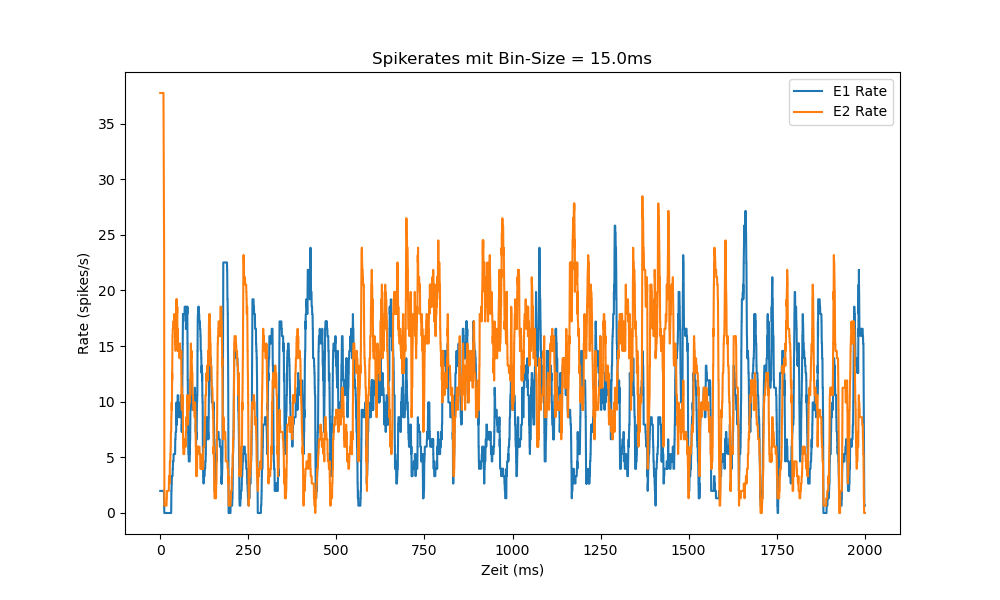 Spikerates mit Bin-Size = 15.0ms
E1 Rate
E2 Rate
Rate (spikes/s)
35
30
25
20
15
10
5
0
0 250 500 750 1000 1250 1500 1750 2000
Zeit (ms)